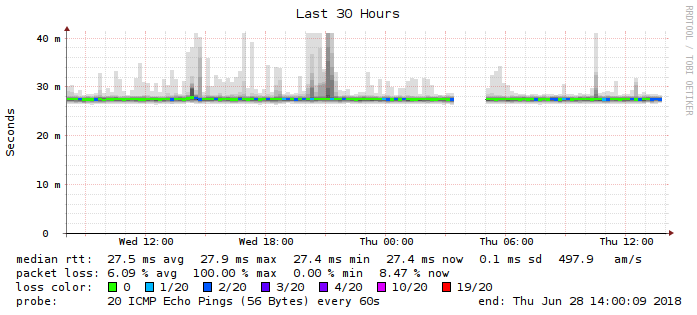 Last 30 Hours
RRDTOOL / TOBI OETIKER
Seconds
40 m
30 m
20 m
10 m
0
Wed 12:00 Wed 18:00 Thu 00:00 Thu 06:00 Thu 12:00
median rtt: 27.5 ms avg 27.9 ms max 27.4 ms min 27.4 ms now 0.1 ms sd 497.9 am/s
packet loss: 6.09 % avg 100.00 % max 0.00 % min 8.47 % now
loss color: 0 1/20 2/20 3/20 4/20 10/20 19/20
probe: 20 ICMP Echo Pings (56 Bytes) every 60s end: Thu Jun 28 14:00:09 2018